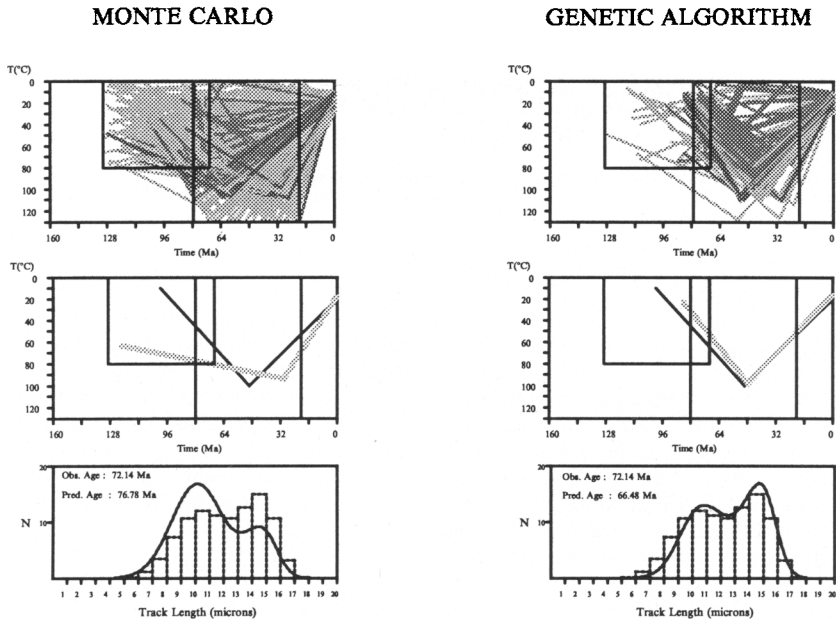 MONTE CARLO
GENETIC ALGORITHM
T(°C)
0
20
40
60
80
100
120
160 128 96 64 32 0
Time (Ma)
T(°C)
0
20
40
60
80
100
120
160 128 96 64 32 0
Time (Ma)
T(°C)
0
20
40
60
80
100
120
160 128 96 64 32 0
Time (Ma)
T(°C)
0
20
40
60
80
100
120
160 128 96 64 32 0
Time (Ma)
20
Obs. Age : 72.14 Ma
Pred. Age : 76.78 Ma
N
10
1 2 3 4 5 6 7 8 9 10 11 12 13 14 15 16 17 18 19 20
Track Length (microns)
20
Obs. Age : 72.14 Ma
Pred. Age : 66.48 Ma
N
10
1 2 3 4 5 6 7 8 9 10 11 12 13 14 15 16 17 18 19 20
Track Length (microns)